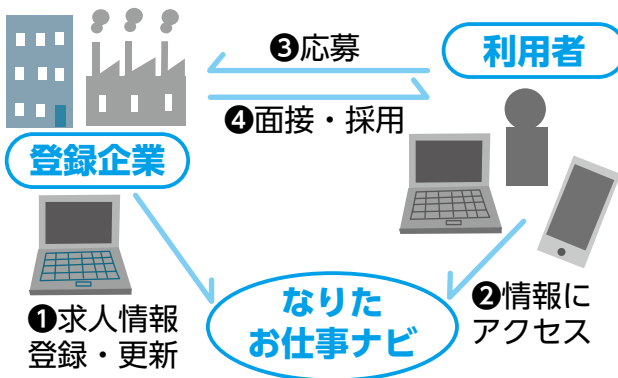 ❸応募
利用者
❹面接・採用
登録企業
❶求人情報
登録・更新
なりた
お仕事ナビ
❷情報に
アクセス